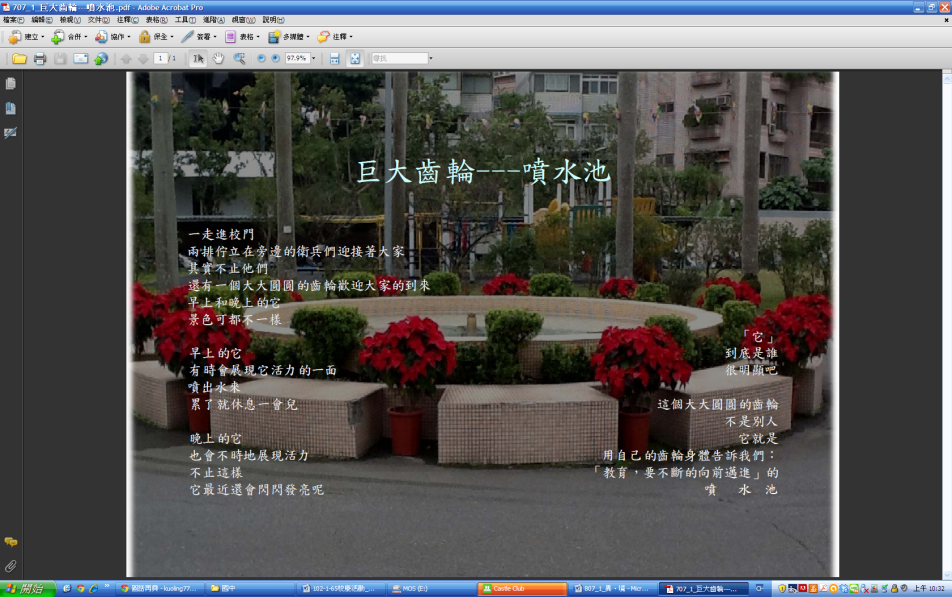 707_1_巨大齒輪---噴水池.pdf - Adobe Acrobat Pro
檔案(F) 編輯(E) 檢視(V) 文件(D) 注釋(C) 表格(R) 工具(T) 進階(A) 視窗(W) 說明(H)
建立 合併 協作 保全 簽署 表格 多媒體 注釋
1 / 1 97.9% 尋找
巨大齒輪---噴水池
一走進校門
兩排佇立在旁邊的衛兵們迎接著大家
其實不止他們
還有一個大大圓圓的齒輪歡迎大家的到來
早上和晚上的它
景色可都不一樣
早上的它
有時會展現它活力的一面
噴出水來
累了就休息一會兒
晚上的它
也會不時地展現活力
不止這樣
它最近還會閃閃發亮呢
「它」
到底是誰
很明顯吧
這個大大圓圓的齒輪
不是別人
它就是
用自己的齒輪身體告訴我們：
「教育，要不斷的向前邁進」的
噴 水 池
開始 國中 102-1-65校慶活動_... MOS (E:) Castle Club 807_1_真‧場 - Micr... 707_1_巨大齒輪--... 上午 10:32